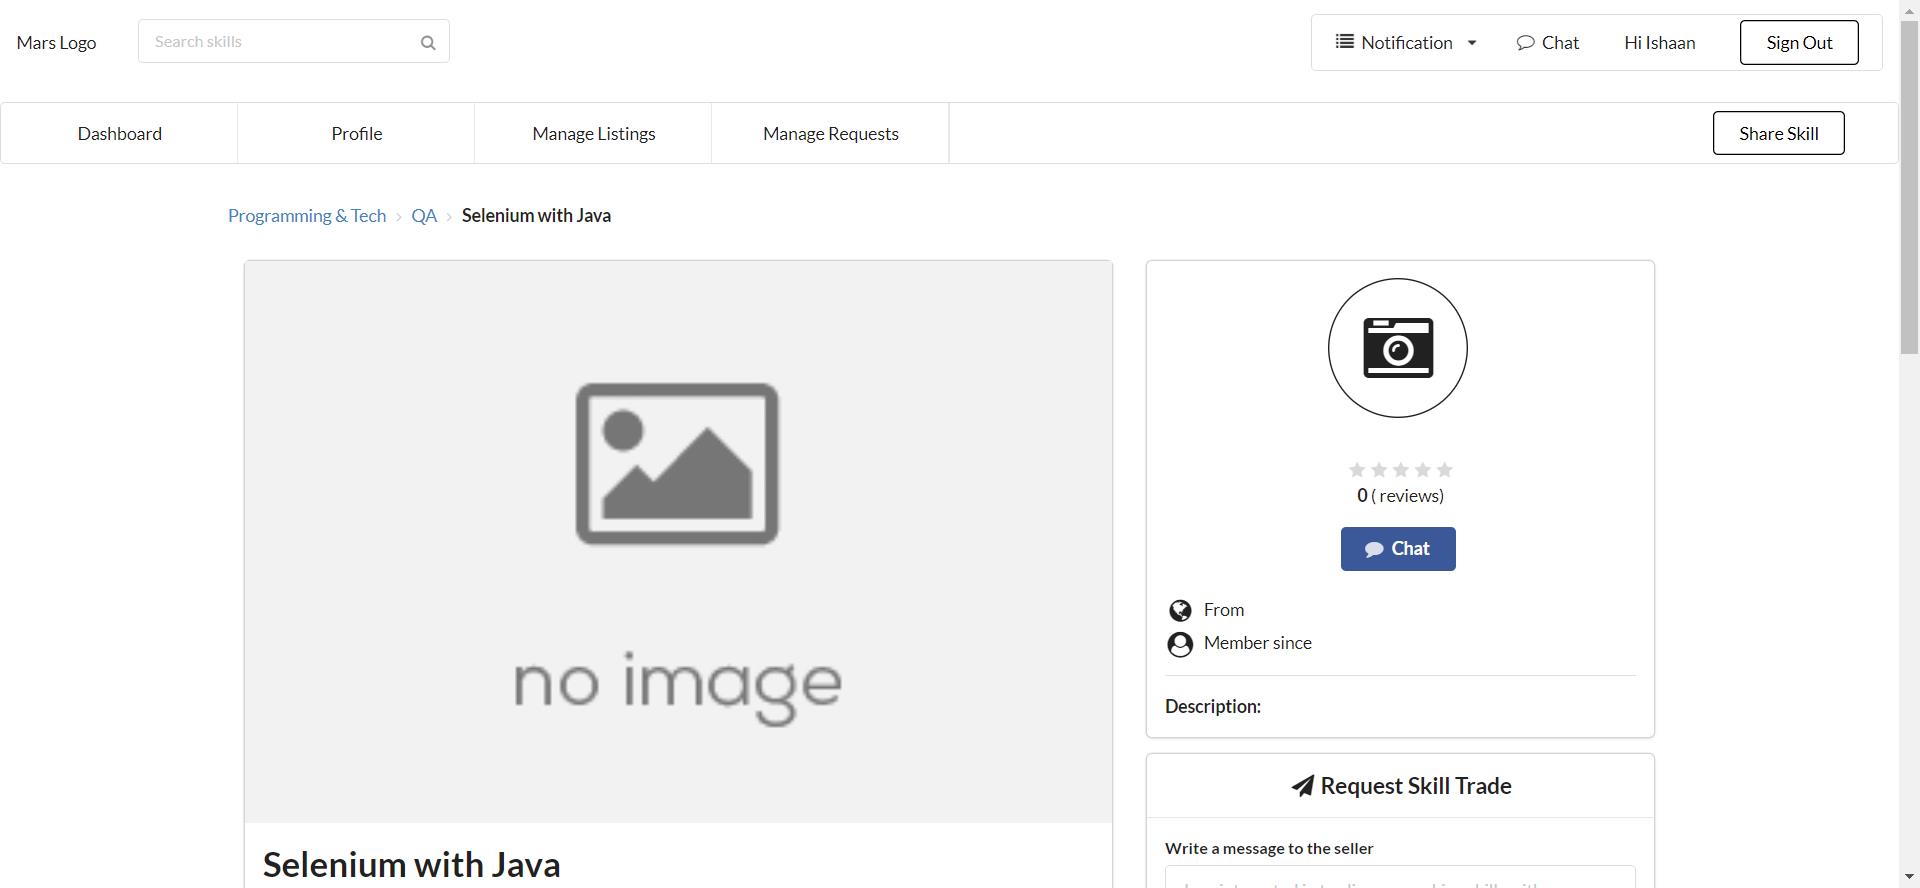 Mars Logo
Search skills
Notification
Chat
Hi Ishaan
Sign Out
Dashboard
Profile
Manage Listings
Manage Requests
Share Skill
Programming & Tech › QA › Selenium with Java
no image
Selenium with Java
0 ( reviews)
Chat
From
Member since
Description:
Request Skill Trade
Write a message to the seller